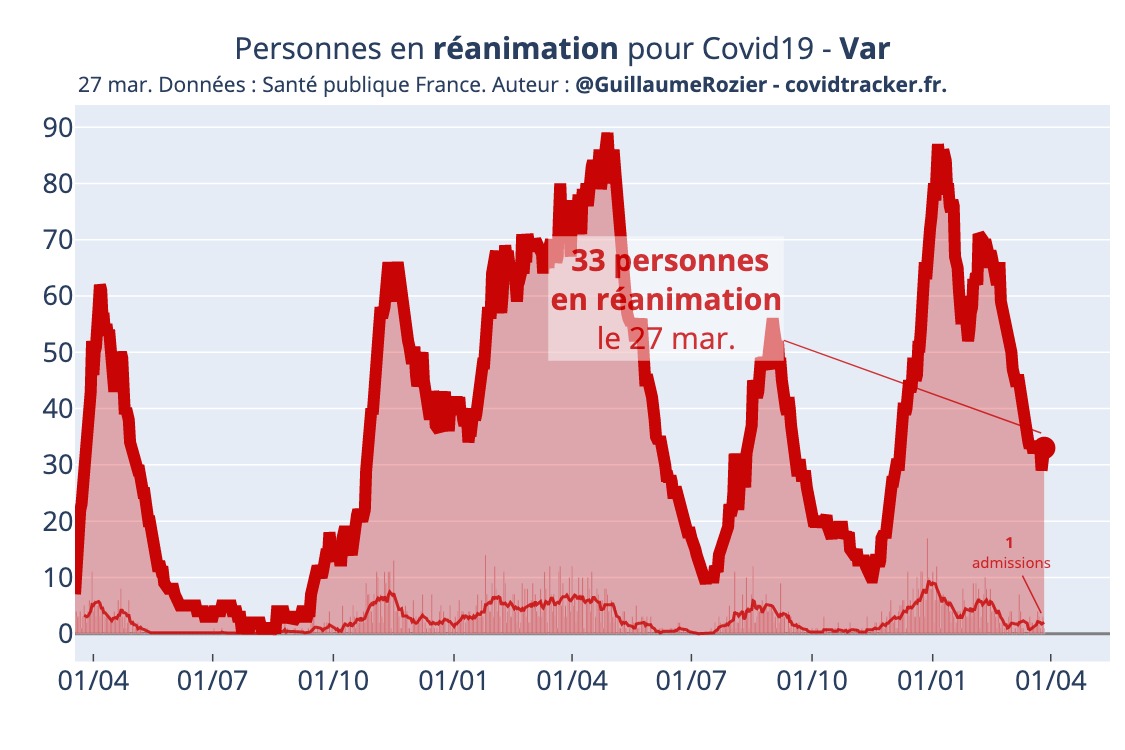 Personnes en réanimation pour Covid19 - Var
27 mar. Données : Santé publique France. Auteur : @GuillaumeRozier - covidtracker.fr.
90
80
70
60
50
40
30
20
10
0
33 personnes
en réanimation
le 27 mar.
1
admissions
01/04 01/07 01/10 01/01 01/04 01/07 01/10 01/01 01/04